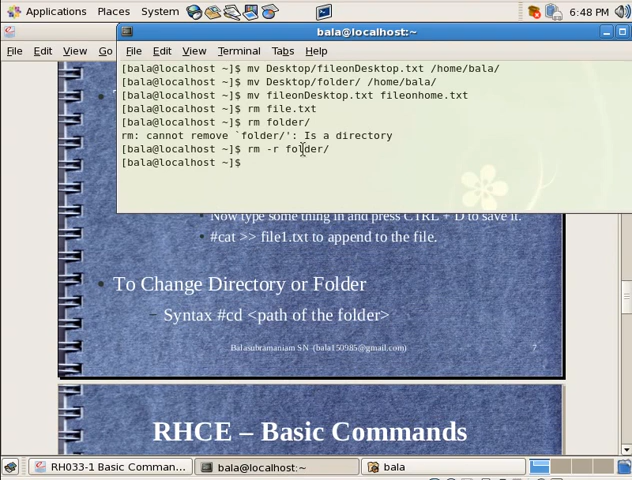 Applications Places System 6:48 PM
bala@localhost:~
File Edit View Go
File Edit View Terminal Tabs Help
[bala@localhost ~]$ mv Desktop/fileonDesktop.txt /home/bala/
[bala@localhost ~]$ mv Desktop/folder/ /home/bala/
[bala@localhost ~]$ mv fileonDesktop.txt fileonhome.txt
[bala@localhost ~]$ rm file.txt
[bala@localhost ~]$ rm folder/
rm: cannot remove `folder/': Is a directory
[bala@localhost ~]$ rm -r folder/
[bala@localhost ~]$
Now type some thing in and press CTRL + D to save it.
#cat >> file1.txt to append to the file.
To Change Directory or Folder
– Syntax #cd <path of the folder>
Balasubramaniam SN (bala150985@gmail.com) 7
RHCE – Basic Commands
RH033-1 Basic Comman... bala@localhost:~ bala